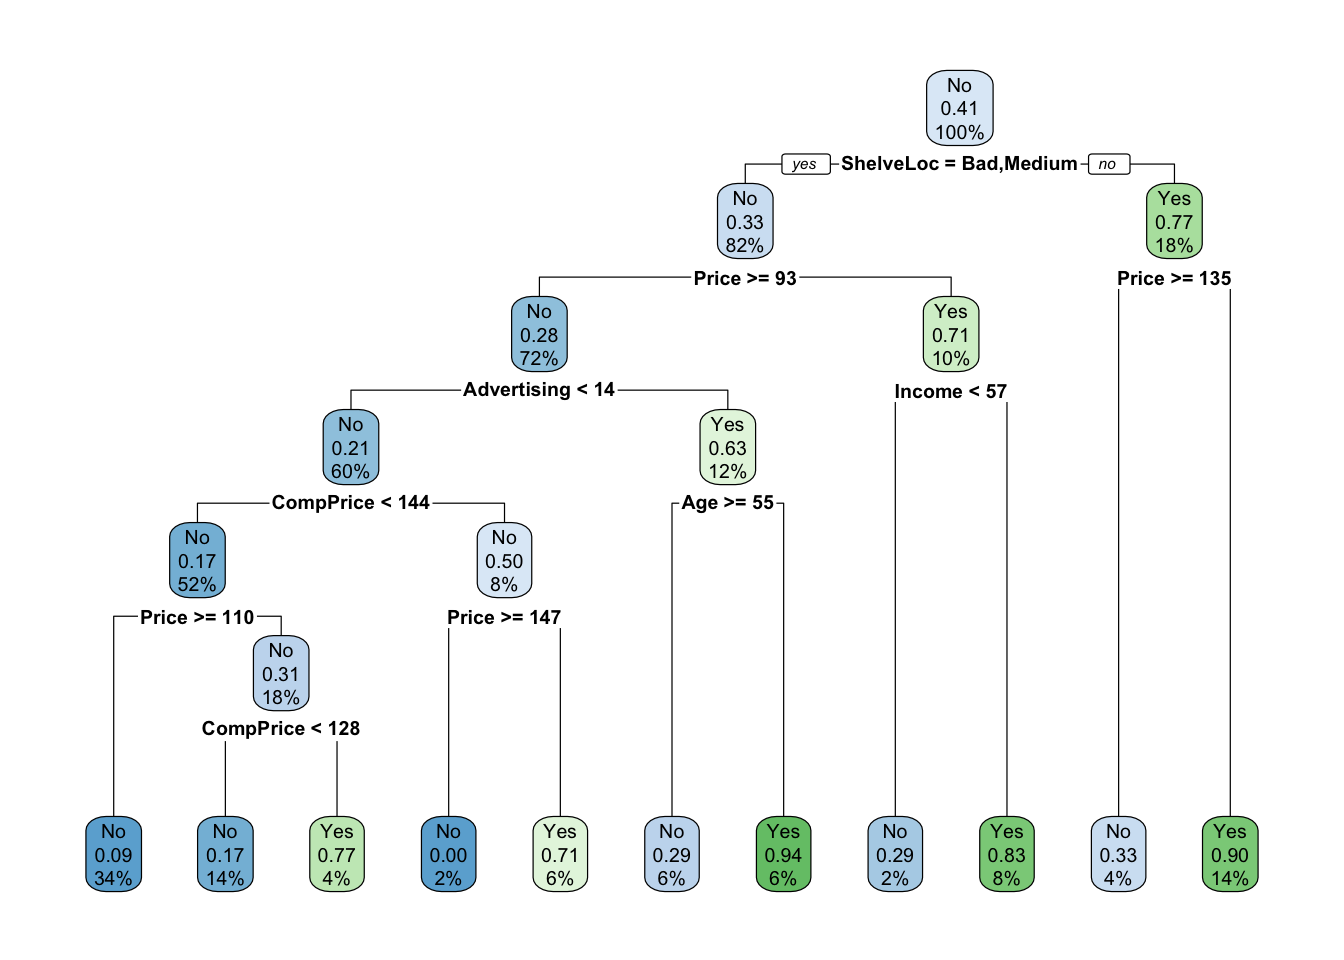 No
0.41
100%
yes ShelveLoc = Bad,Medium no
No
0.33
82%
Yes
0.77
18%
Price >= 93
Price >= 135
No
0.28
72%
Yes
0.71
10%
Advertising < 14
Income < 57
No
0.21
60%
Yes
0.63
12%
CompPrice < 144
Age >= 55
No
0.17
52%
No
0.50
8%
Price >= 110
Price >= 147
No
0.31
18%
CompPrice < 128
No
0.09
34%
No
0.17
14%
Yes
0.77
4%
No
0.00
2%
Yes
0.71
6%
No
0.29
6%
Yes
0.94
6%
No
0.29
2%
Yes
0.83
8%
No
0.33
4%
Yes
0.90
14%